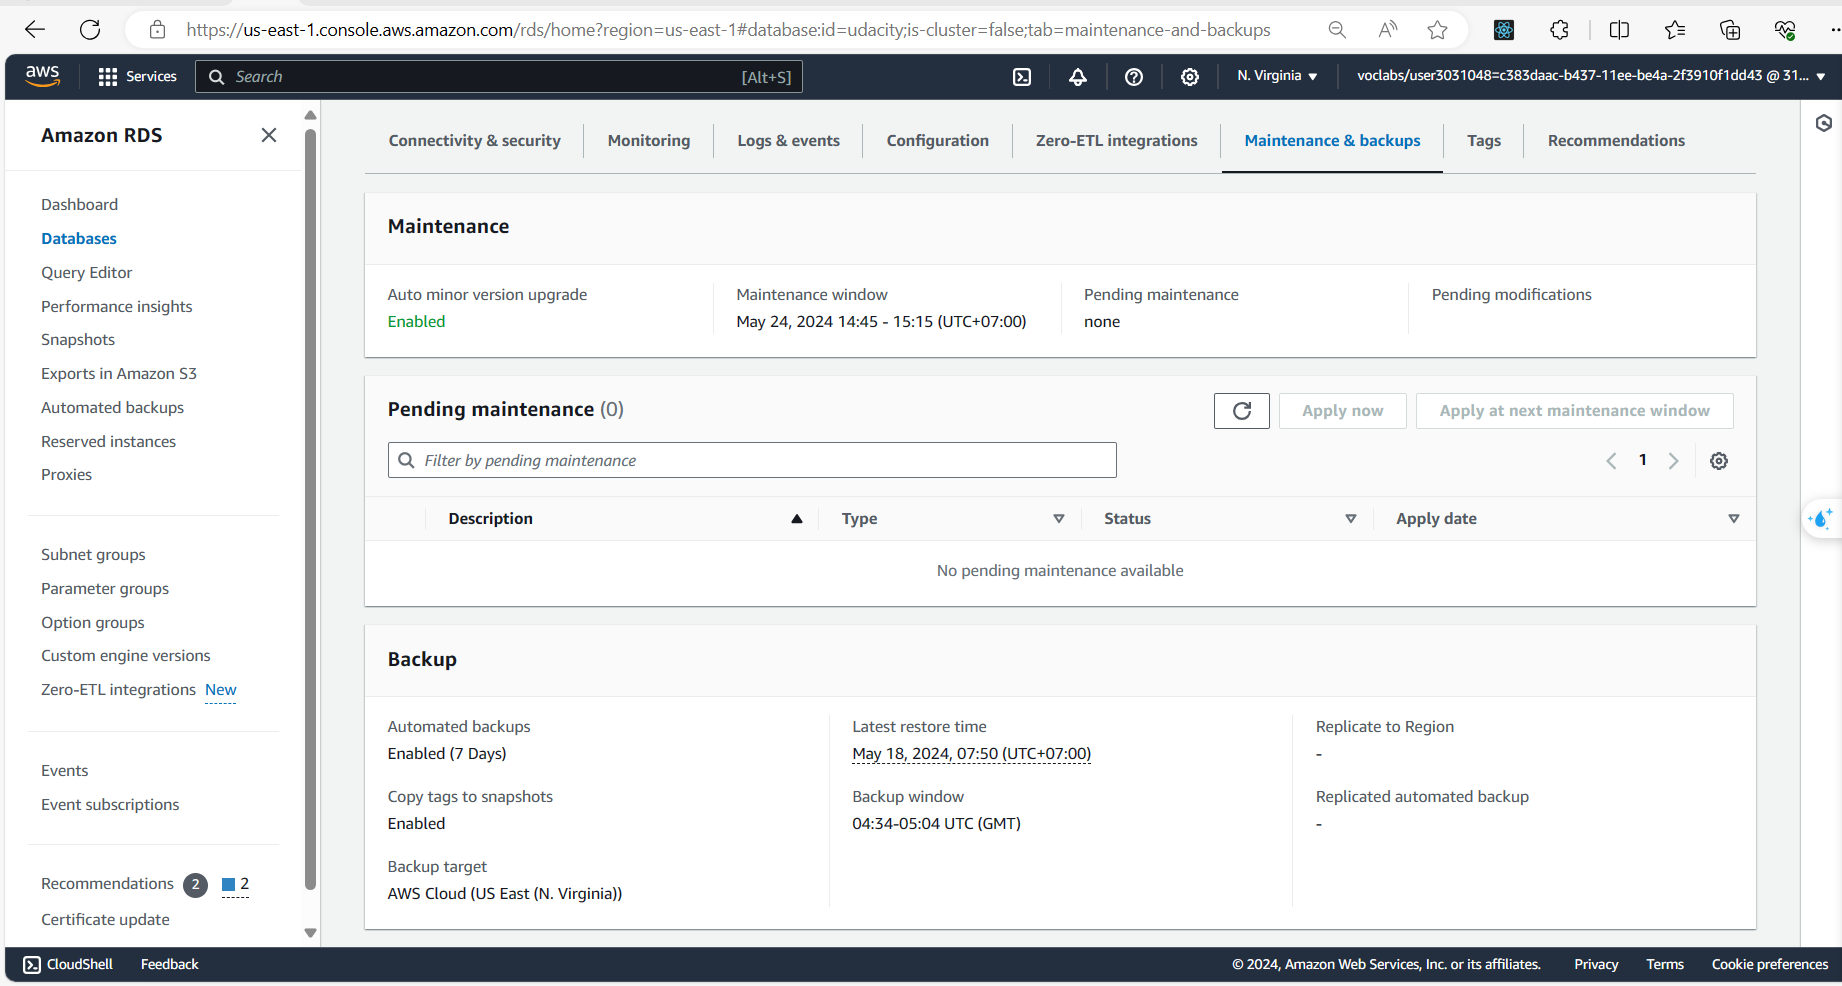 https://us-east-1.console.aws.amazon.com/rds/home?region=us-east-1#database:id=udacity;is-cluster=false;tab=maintenance-and-backups
aws
Services
Search
[Alt+S]
N. Virginia
voclabs/user3031048=c383daac-b437-11ee-be4a-2f3910f1dd43 @ 31...
Amazon RDS
Dashboard
Databases
Query Editor
Performance insights
Snapshots
Exports in Amazon S3
Automated backups
Reserved instances
Proxies
Subnet groups
Parameter groups
Option groups
Custom engine versions
Zero-ETL integrations New
Events
Event subscriptions
Recommendations 2 2
Certificate update
Connectivity & security
Monitoring
Logs & events
Configuration
Zero-ETL integrations
Maintenance & backups
Tags
Recommendations
Maintenance
Auto minor version upgrade
Enabled
Maintenance window
May 24, 2024 14:45 - 15:15 (UTC+07:00)
Pending maintenance
none
Pending modifications
Pending maintenance (0)
Apply now
Apply at next maintenance window
Filter by pending maintenance
1
Description
Type
Status
Apply date
No pending maintenance available
Backup
Automated backups
Enabled (7 Days)
Copy tags to snapshots
Enabled
Backup target
AWS Cloud (US East (N. Virginia))
Latest restore time
May 18, 2024, 07:50 (UTC+07:00)
Backup window
04:34-05:04 UTC (GMT)
Replicate to Region
-
Replicated automated backup
-
CloudShell
Feedback
© 2024, Amazon Web Services, Inc. or its affiliates.
Privacy
Terms
Cookie preferences